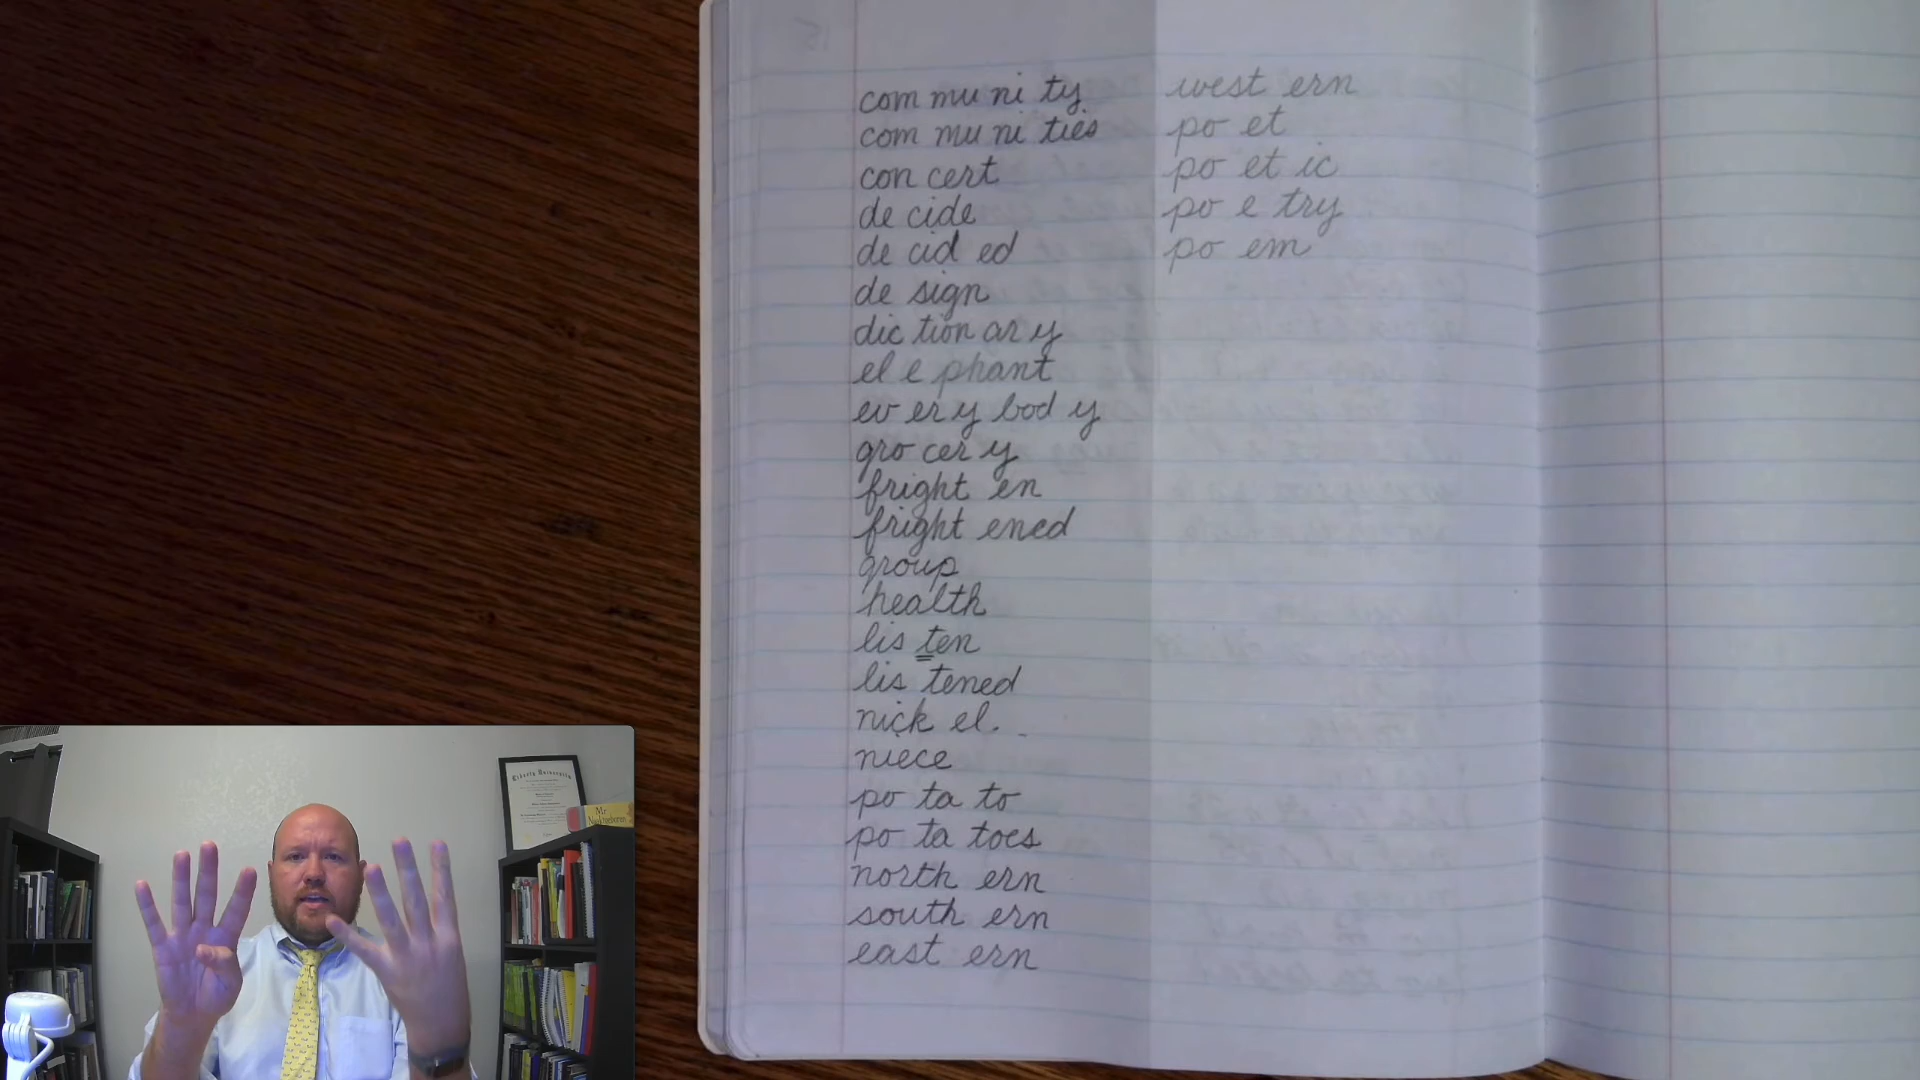 com mu ni ty
com mu ni ties
con cert
de cide
de cid ed
de sign
dic tion ar y
el e phant
ev er y bod y
gro cer y
fright en
fright ened
group
health
lis ten
lis tened
nick el
niece
po ta to
po ta toes
north ern
south ern
east ern
west ern
po et
po et ic
po e try
po em
Liberty University
Mr